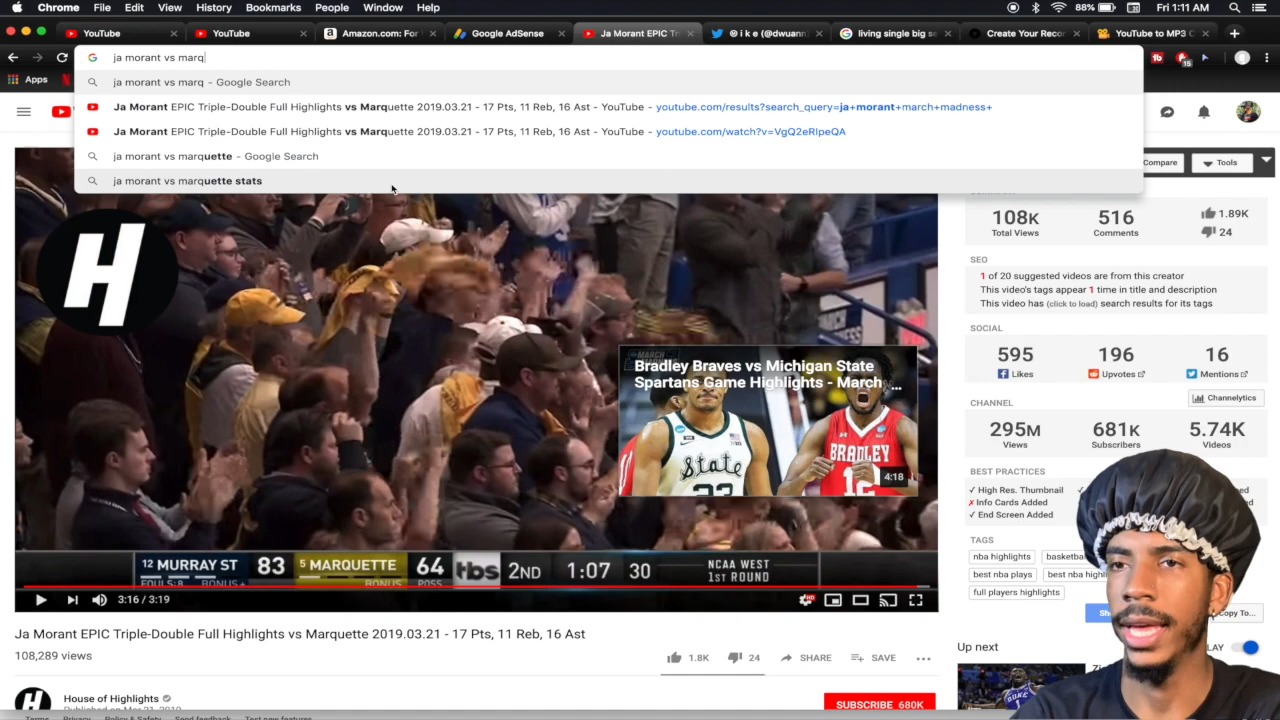 Chrome File Edit View History Bookmarks People Window Help 88% Fri 1:11 AM
YouTube YouTube Amazon.com: For Google AdSense Ja Morant EPIC Tri @ i k e (@dwuann living single big se Create Your Recor YouTube to MP3 C
ja morant vs marq
Apps
ja morant vs marq - Google Search
Ja Morant EPIC Triple-Double Full Highlights vs Marquette 2019.03.21 - 17 Pts, 11 Reb, 16 Ast - YouTube - youtube.com/results?search_query=ja+morant+march+madness+
Ja Morant EPIC Triple-Double Full Highlights vs Marquette 2019.03.21 - 17 Pts, 11 Reb, 16 Ast - YouTube - youtube.com/watch?v=VgQ2eRIpeQA
ja morant vs marquette - Google Search
ja morant vs marquette stats
15
Compare Tools
H
108K 516 1.89K
Total Views Comments 24
SEO
1 of 20 suggested videos are from this creator
This video's tags appear 1 time in title and description
This video has (click to load) search results for its tags
SOCIAL
595 196 16
Likes Upvotes Mentions
CHANNEL Channelytics
295M 681K 5.74K
Views Subscribers Videos
BEST PRACTICES
✓ High Res. Thumbnail
✗ Info Cards Added
✓ End Screen Added
TAGS
nba highlights
best nba plays best nba highl
full players highlights
Copy To...
Bradley Braves vs Michigan State
Spartans Game Highlights - March ...
State
BRADLEY
12
4:18
12 MURRAY ST 83 5 MARQUETTE 64 tbs 2ND 1:07 30 NCAA WEST
1ST ROUND
FOULS:8 BONUS+ BONUS POSS
3:16 / 3:19 HD
Ja Morant EPIC Triple-Double Full Highlights vs Marquette 2019.03.21 - 17 Pts, 11 Reb, 16 Ast
108,289 views
1.8K 24 SHARE SAVE
Up next
DUKE
House of Highlights
Published on Mar 21, 2019
SUBSCRIBE 680K
Terms Privacy Policy & Safety Send feedback Test new features